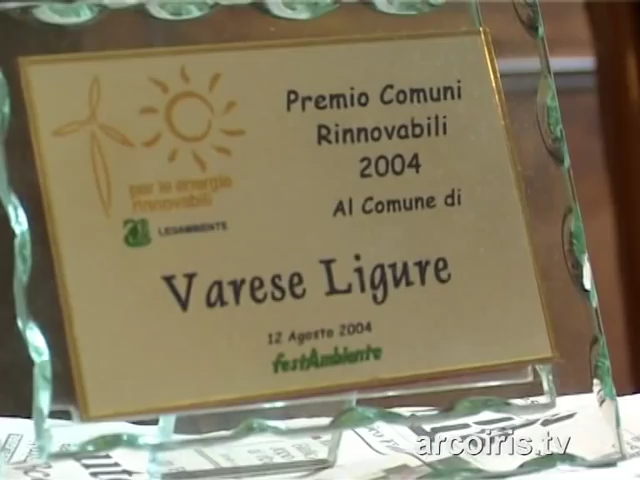 Premio Comuni
Rinnovabili
2004
Al Comune di
per le energie
rinnovabili
LEGAMBIENTE
Varese Ligure
12 Agosto 2004
festAmbiente
arcoiris.tv